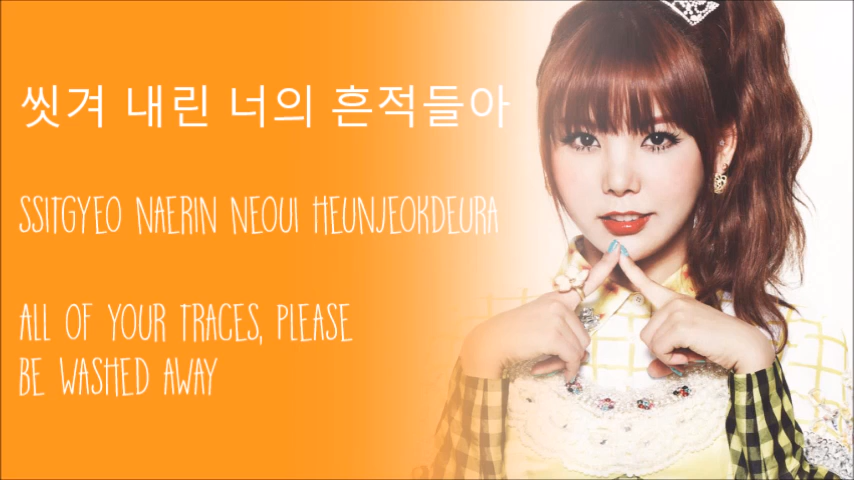 씻겨 내린 너의 흔적들아
SSITGYEO NAERIN NEOUI HEUNJEOKDEURA
ALL OF YOUR TRACES, PLEASE
BE WASHED AWAY